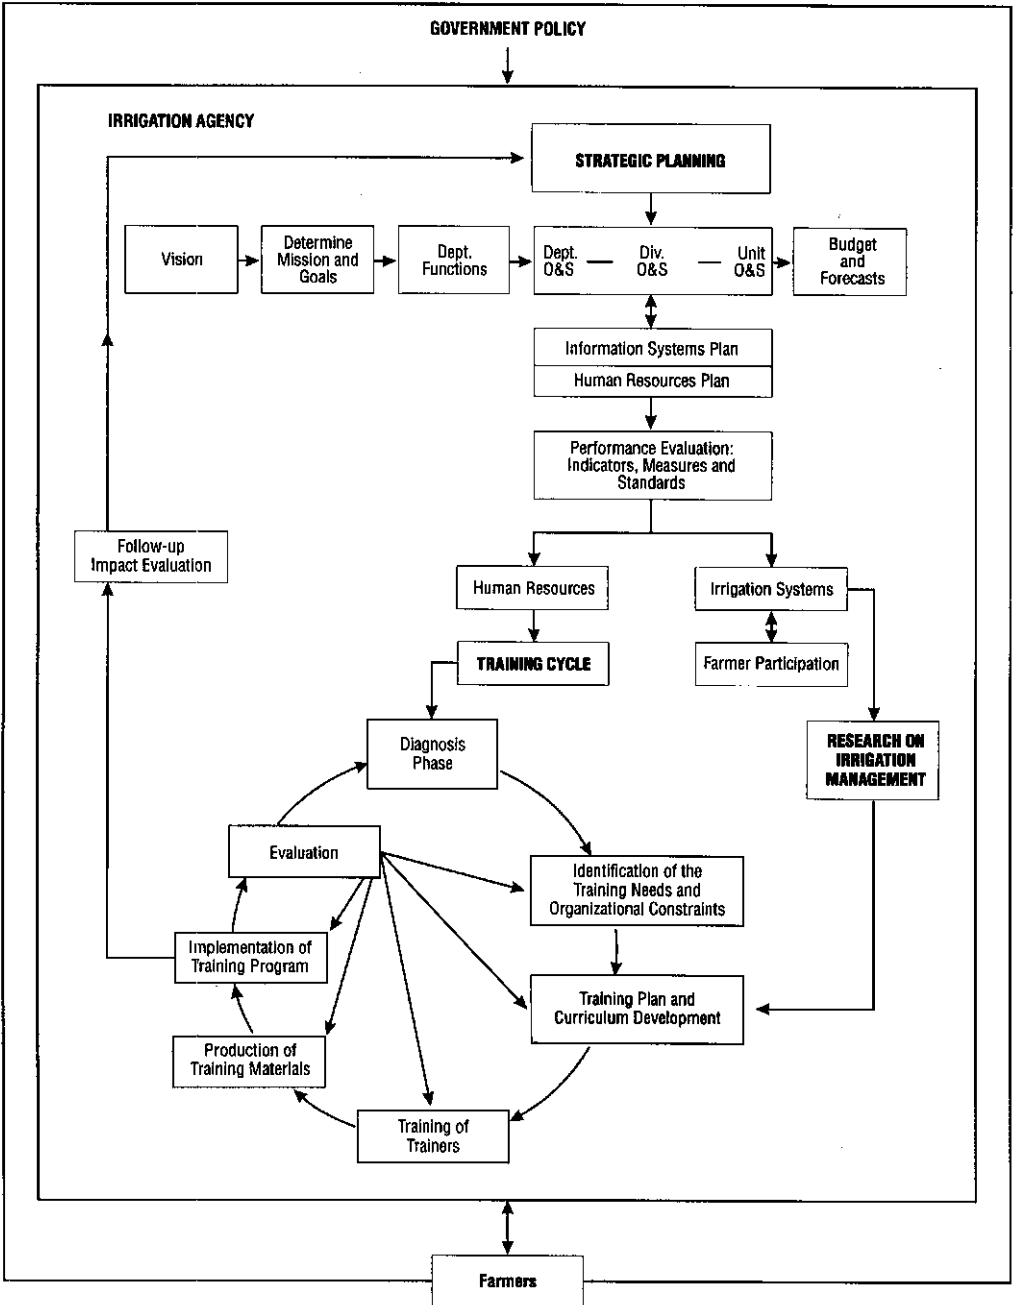 GOVERNMENT POLICY
IRRIGATION AGENCY
STRATEGIC PLANNING
Vision
Determine
Mission and
Goals
Dept.
Functions
Dept.
O&S
Div.
O&S
Unit
O&S
Budget
and
Forecasts
Information Systems Plan
Human Resources Plan
Performance Evaluation:
Indicators, Measures and
Standards
Follow-up
Impact Evaluation
Human Resources
Irrigation Systems
TRAINING CYCLE
Farmer Participation
Diagnosis
Phase
RESEARCH ON
IRRIGATION
MANAGEMENT
Evaluation
Identification of the
Training Needs and
Organizational Constraints
Implementation of
Training Program
Training Plan and
Curriculum Development
Production of
Training Materials
Training of
Trainers
Farmers